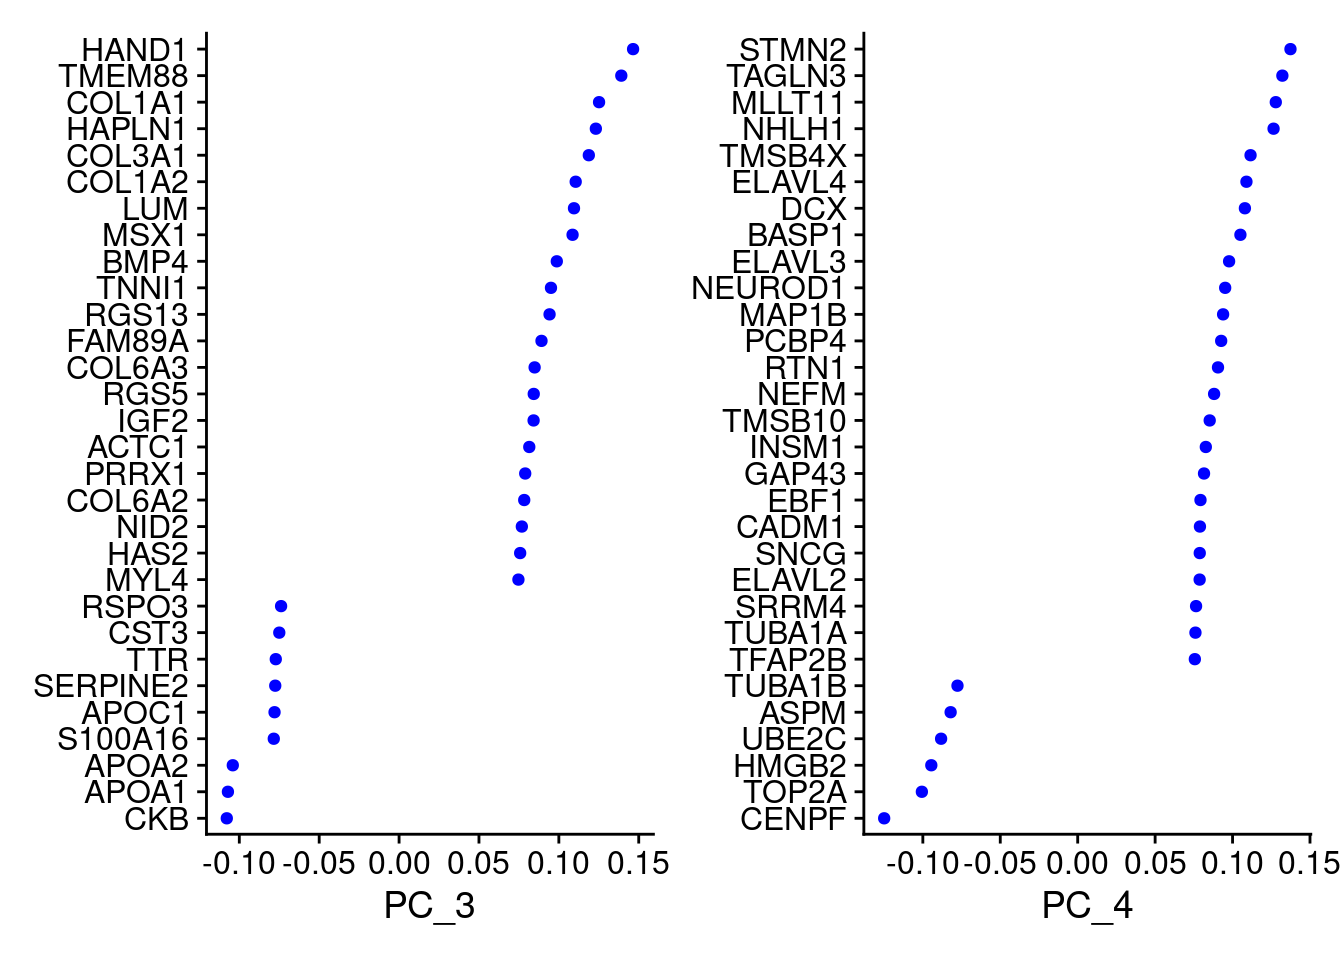 HAND1
TMEM88
COL1A1
HAPLN1
COL3A1
COL1A2
LUM
MSX1
BMP4
TNNI1
RGS13
FAM89A
COL6A3
RGS5
IGF2
ACTC1
PRRX1
COL6A2
NID2
HAS2
MYL4
RSPO3
CST3
TTR
SERPINE2
APOC1
S100A16
APOA2
APOA1
CKB
-0.10 -0.05 0.00 0.05 0.10 0.15
PC_3
STMN2
TAGLN3
MLLT11
NHLH1
TMSB4X
ELAVL4
DCX
BASP1
ELAVL3
NEUROD1
MAP1B
PCBP4
RTN1
NEFM
TMSB10
INSM1
GAP43
EBF1
CADM1
SNCG
ELAVL2
SRRM4
TUBA1A
TFAP2B
TUBA1B
ASPM
UBE2C
HMGB2
TOP2A
CENPF
-0.10 -0.05 0.00 0.05 0.10 0.15
PC_4